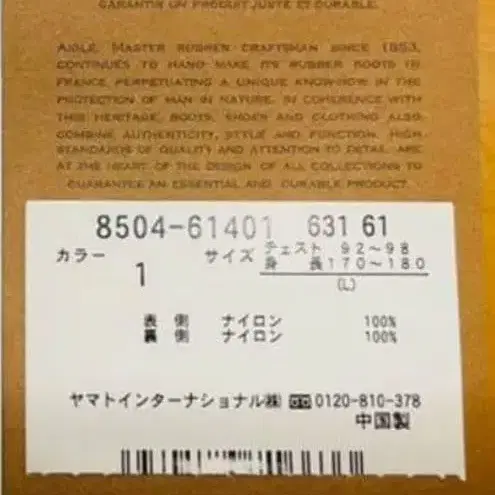 GARANTIR UN PRODUIT JUSTE ET DURABLE.
AIGLE, MASTER RUBBER CRAFTSMAN SINCE 1853,
CONTINUES TO HAND MAKE ITS RUBBER BOOTS IN
FRANCE, PERPETUATING A UNIQUE KNOW-HOW IN THE
PROTECTION OF MAN IN NATURE. IN COHERENCE WITH
THIS HERITAGE, BOOTS, SHOES AND CLOTHING ALSO
COMBINE AUTHENTICITY, STYLE AND FUNCTION. HIGH
STANDARDS OF QUALITY AND ATTENTION TO DETAIL ARE
AT THE HEART OF THE DESIGN OF ALL COLLECTIONS TO
GUARANTEE AN ESSENTIAL AND DURABLE PRODUCT.
8504-61401 631 61
カラー 1 サイズ チェスト 92~98
身長170~180
(L)
表側 ナイロン 100%
裏側 ナイロン 100%
ヤマトインターナショナル㈱ 0120-810-378
中国製